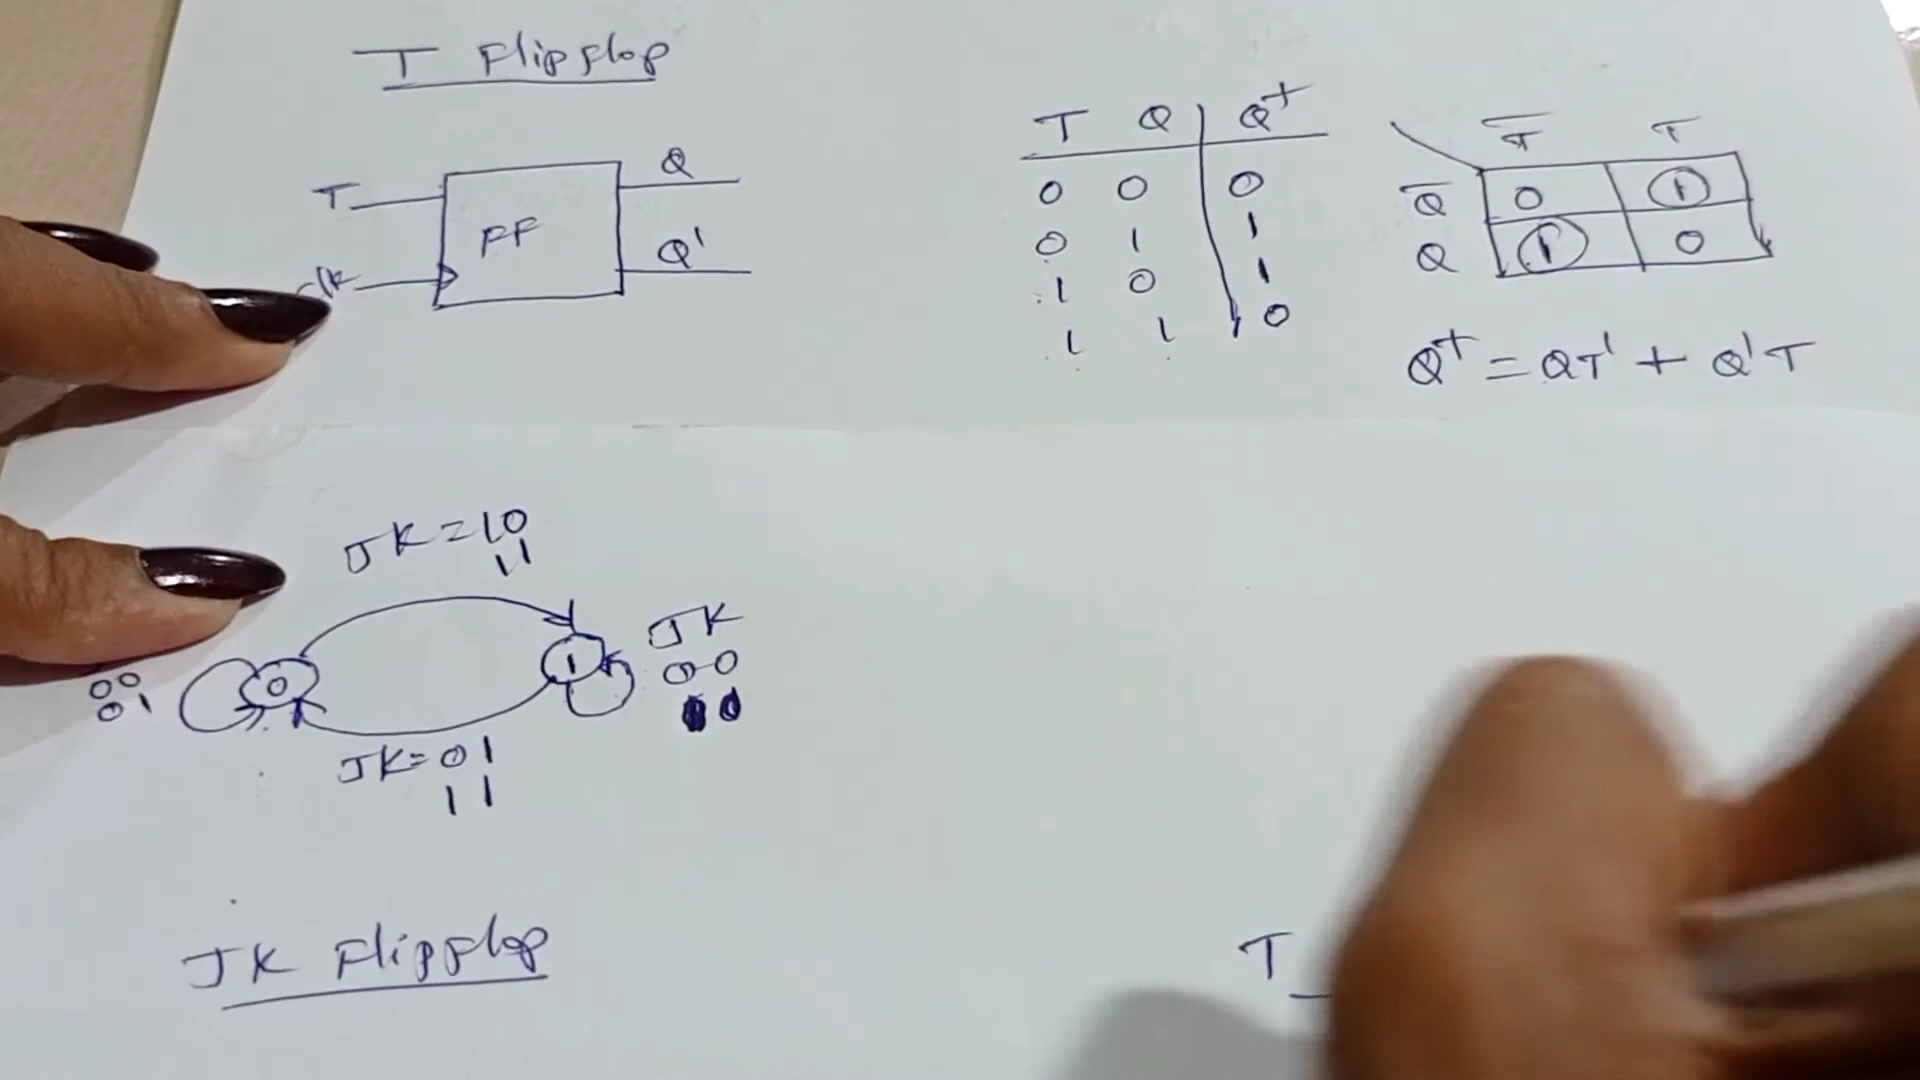 T Flipflop
T
FF
Q
clk
Q'
T Q Q+
0 0 0
0 1 1
1 0 1
1 1 0
T̅ T
Q̅ 0 1
Q 1 0
Q+ = QT' + Q'T
JK=10
11
0
1
JK
00
00
01
JK=01
11
JK Flipflop
T